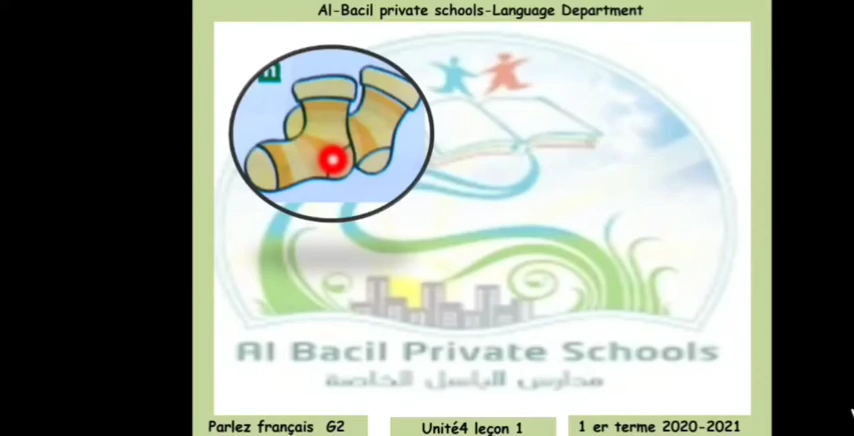 Al-Bacil private schools-Language Department
Al Bacil Private Schools
مدارس الباسل الخاصة
Parlez français G2
Unité4 leçon 1
1 er terme 2020-2021